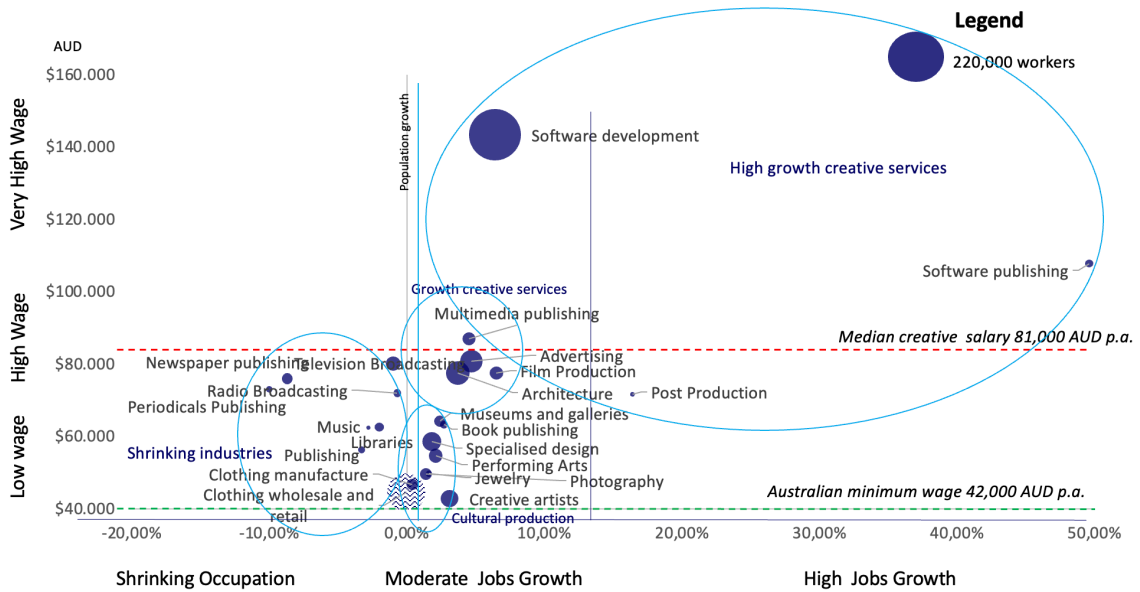 Legend
AUD
220,000 workers
$160.000
Very High Wage
Population growth
Software development
$140.000
High growth creative services
$120.000
Software publishing
$100.000
Growth creative services
High Wage
Multimedia publishing
Median creative  salary 81,000 AUD p.a.
Newspaper publishing
Television Broadcasting
Advertising
$80.000
Film Production
Radio Broadcasting
Architecture
Post Production
Periodicals Publishing
Museums and galleries
Music
Book publishing
$60.000
Libraries
Low wage
Shrinking industries
Publishing
Specialised design
Performing Arts
Clothing manufacture
Jewelry
Photography
Clothing wholesale and
retail
Creative artists
Australian minimum wage 42,000 AUD p.a.
$40.000
Cultural production
-20,00%
-10,00%
0,00%
10,00%
20,00%
30,00%
40,00%
50,00%
Shrinking Occupation
Moderate  Jobs Growth
High  Jobs Growth